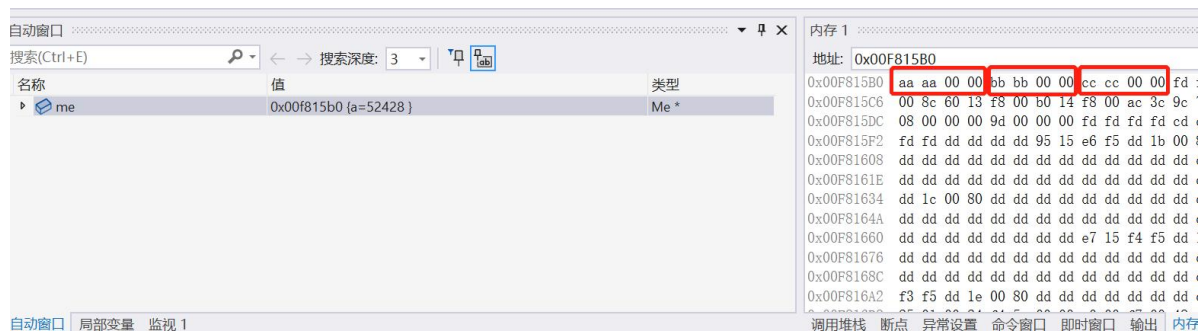 自动窗口
搜索(Ctrl+E) 搜索深度: 3
名称 值 类型
me 0x00f815b0 {a=52428 } Me *
自动窗口 局部变量 监视 1
内存 1
地址: 0x00F815B0
0x00F815B0 aa aa 00 00 bb bb 00 00 cc cc 00 00 fd
0x00F815C6 00 8c 60 13 f8 00 b0 14 f8 00 ac 3c 9c
0x00F815DC 08 00 00 00 9d 00 00 00 fd fd fd fd cd
0x00F815F2 fd fd dd dd dd dd 95 15 e6 f5 dd 1b 00
0x00F81608 dd dd dd dd dd dd dd dd dd dd dd dd dd
0x00F8161E dd dd dd dd dd dd dd dd dd dd dd dd dd
0x00F81634 dd 1c 00 80 dd dd dd dd dd dd dd dd dd
0x00F8164A dd dd dd dd dd dd dd dd dd dd dd dd dd
0x00F81660 dd dd dd dd dd dd dd dd e7 15 f4 f5 dd
0x00F81676 dd dd dd dd dd dd dd dd dd dd dd dd dd
0x00F8168C dd dd dd dd dd dd dd dd dd dd dd dd dd
0x00F816A2 f3 f5 dd 1e 00 80 dd dd dd dd dd dd dd
调用堆栈 断点 异常设置 命令窗口 即时窗口 输出 内存